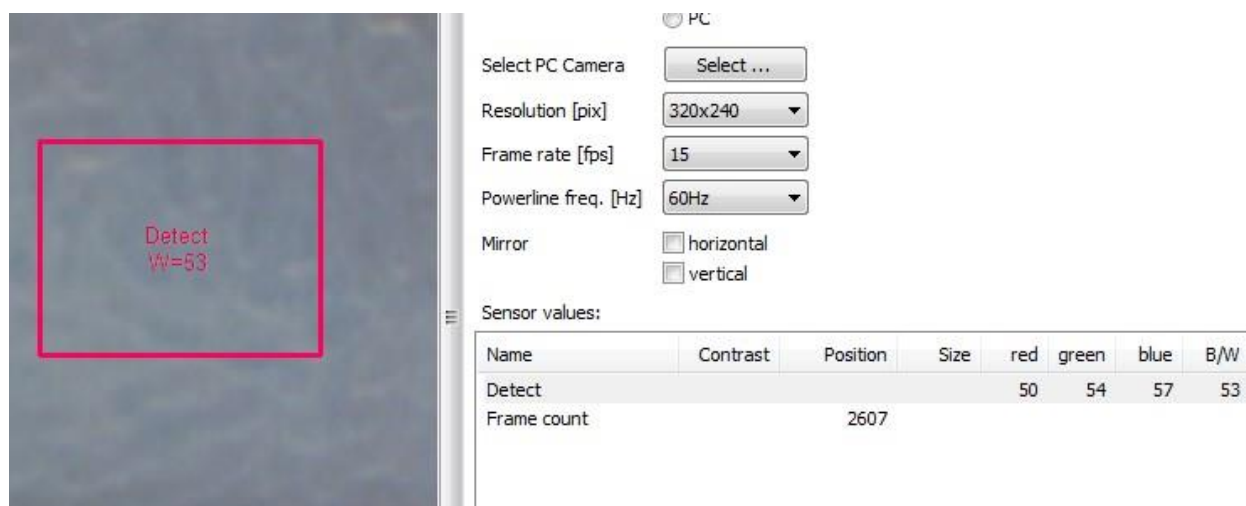 PC
Select PC Camera Select ...
Resolution [pix] 320x240
Frame rate [fps] 15
Powerline freq. [Hz] 60Hz
Mirror horizontal
vertical
Detect
W=53
Sensor values:
Name Contrast Position Size red green blue B/W
Detect 50 54 57 53
Frame count 2607